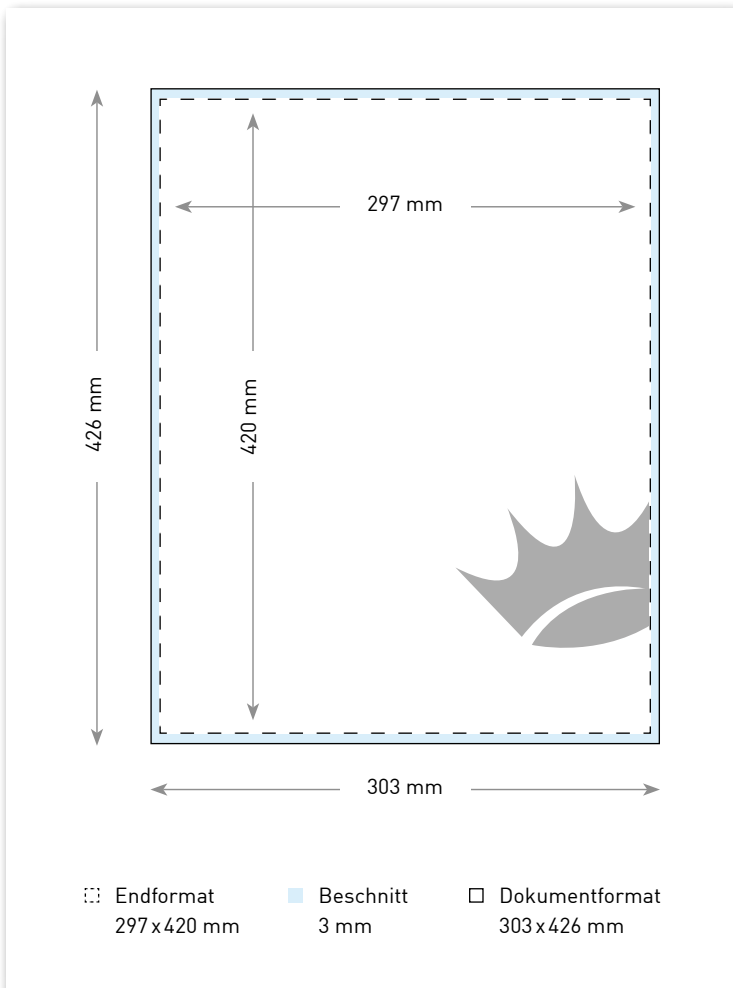 297 mm
426 mm
420 mm
303 mm
Endformat
297 x 420 mm
Beschnitt
3 mm
Dokumentformat
303 x 426 mm